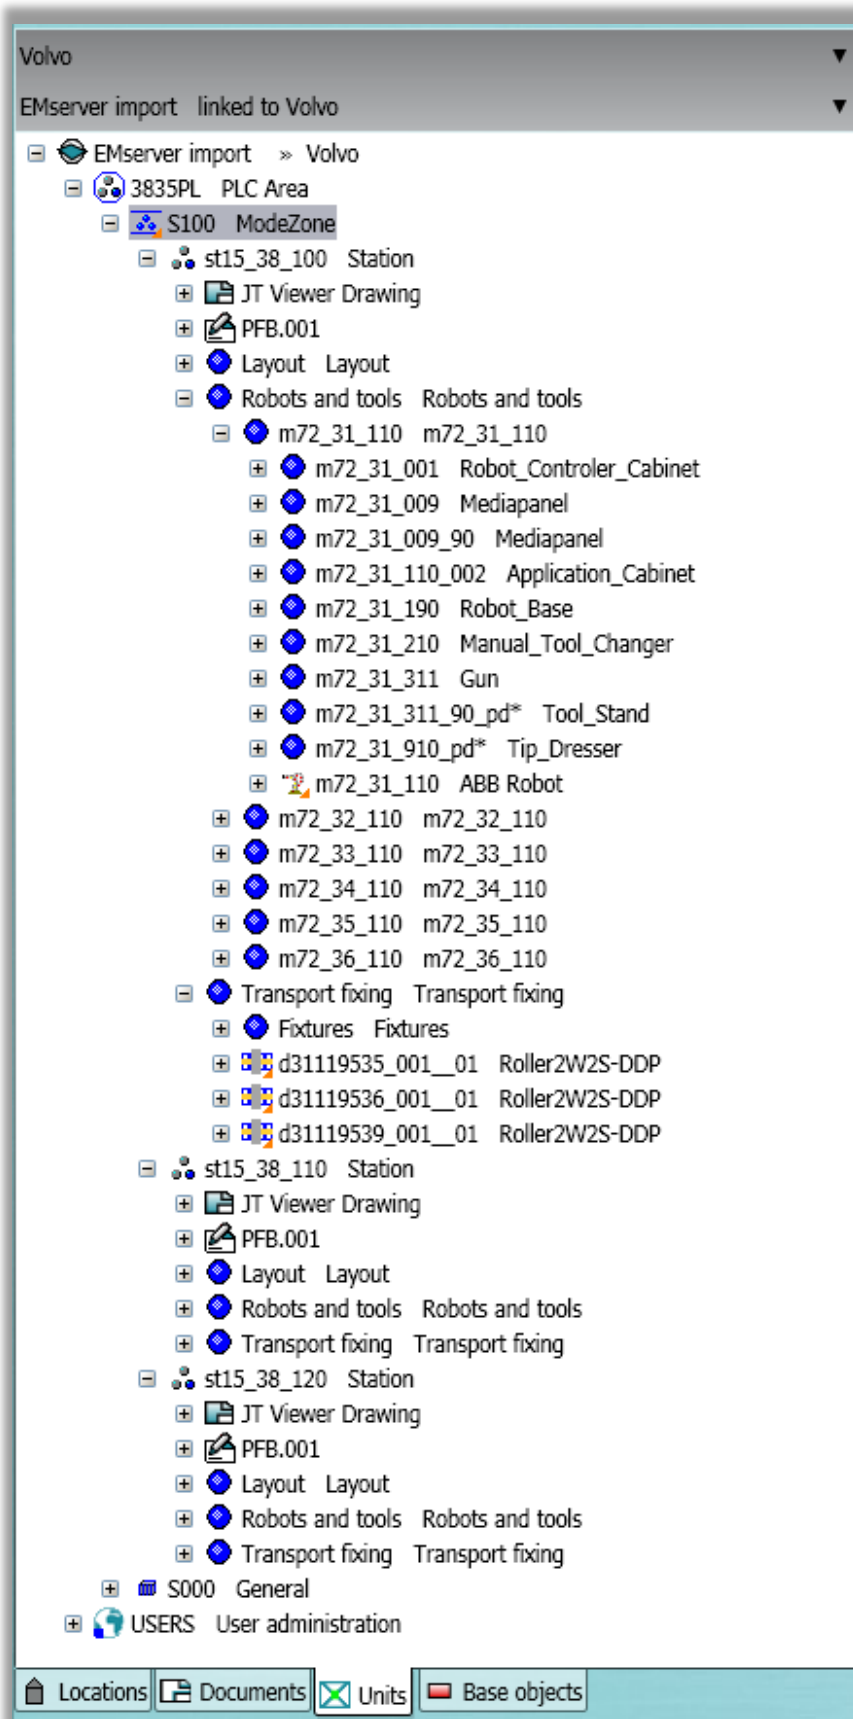 Volvo
EMserver import linked to Volvo
EMserver import » Volvo
3835PL PLC Area
S100 ModeZone
st15_38_100 Station
JT Viewer Drawing
PFB.001
Layout Layout
Robots and tools Robots and tools
m72_31_110 m72_31_110
m72_31_001 Robot_Controler_Cabinet
m72_31_009 Mediapanel
m72_31_009_90 Mediapanel
m72_31_110_002 Application_Cabinet
m72_31_190 Robot_Base
m72_31_210 Manual_Tool_Changer
m72_31_311 Gun
m72_31_311_90_pd* Tool_Stand
m72_31_910_pd* Tip_Dresser
m72_31_110 ABB Robot
m72_32_110 m72_32_110
m72_33_110 m72_33_110
m72_34_110 m72_34_110
m72_35_110 m72_35_110
m72_36_110 m72_36_110
Transport fixing Transport fixing
Fixtures Fixtures
d31119535_001__01 Roller2W2S-DDP
d31119536_001__01 Roller2W2S-DDP
d31119539_001__01 Roller2W2S-DDP
st15_38_110 Station
JT Viewer Drawing
PFB.001
Layout Layout
Robots and tools Robots and tools
Transport fixing Transport fixing
st15_38_120 Station
JT Viewer Drawing
PFB.001
Layout Layout
Robots and tools Robots and tools
Transport fixing Transport fixing
S000 General
USERS User administration
Locations Documents Units Base objects